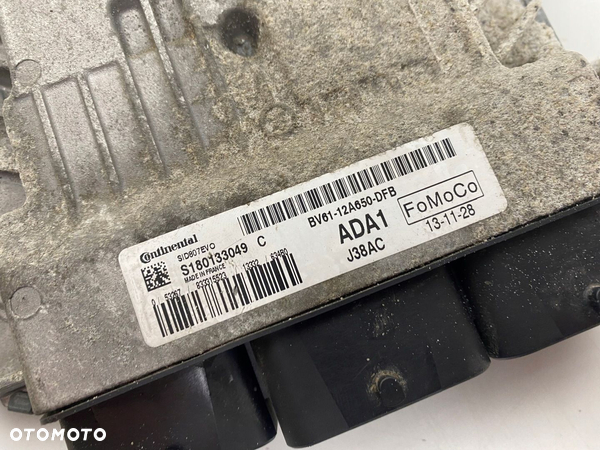 Continental
SID807EVO
S180133049 C
MADE IN FRANCE
BV61-12A650-DFB
ADA1
J38AC
FoMoCo
13-11-28
OTOMOTO